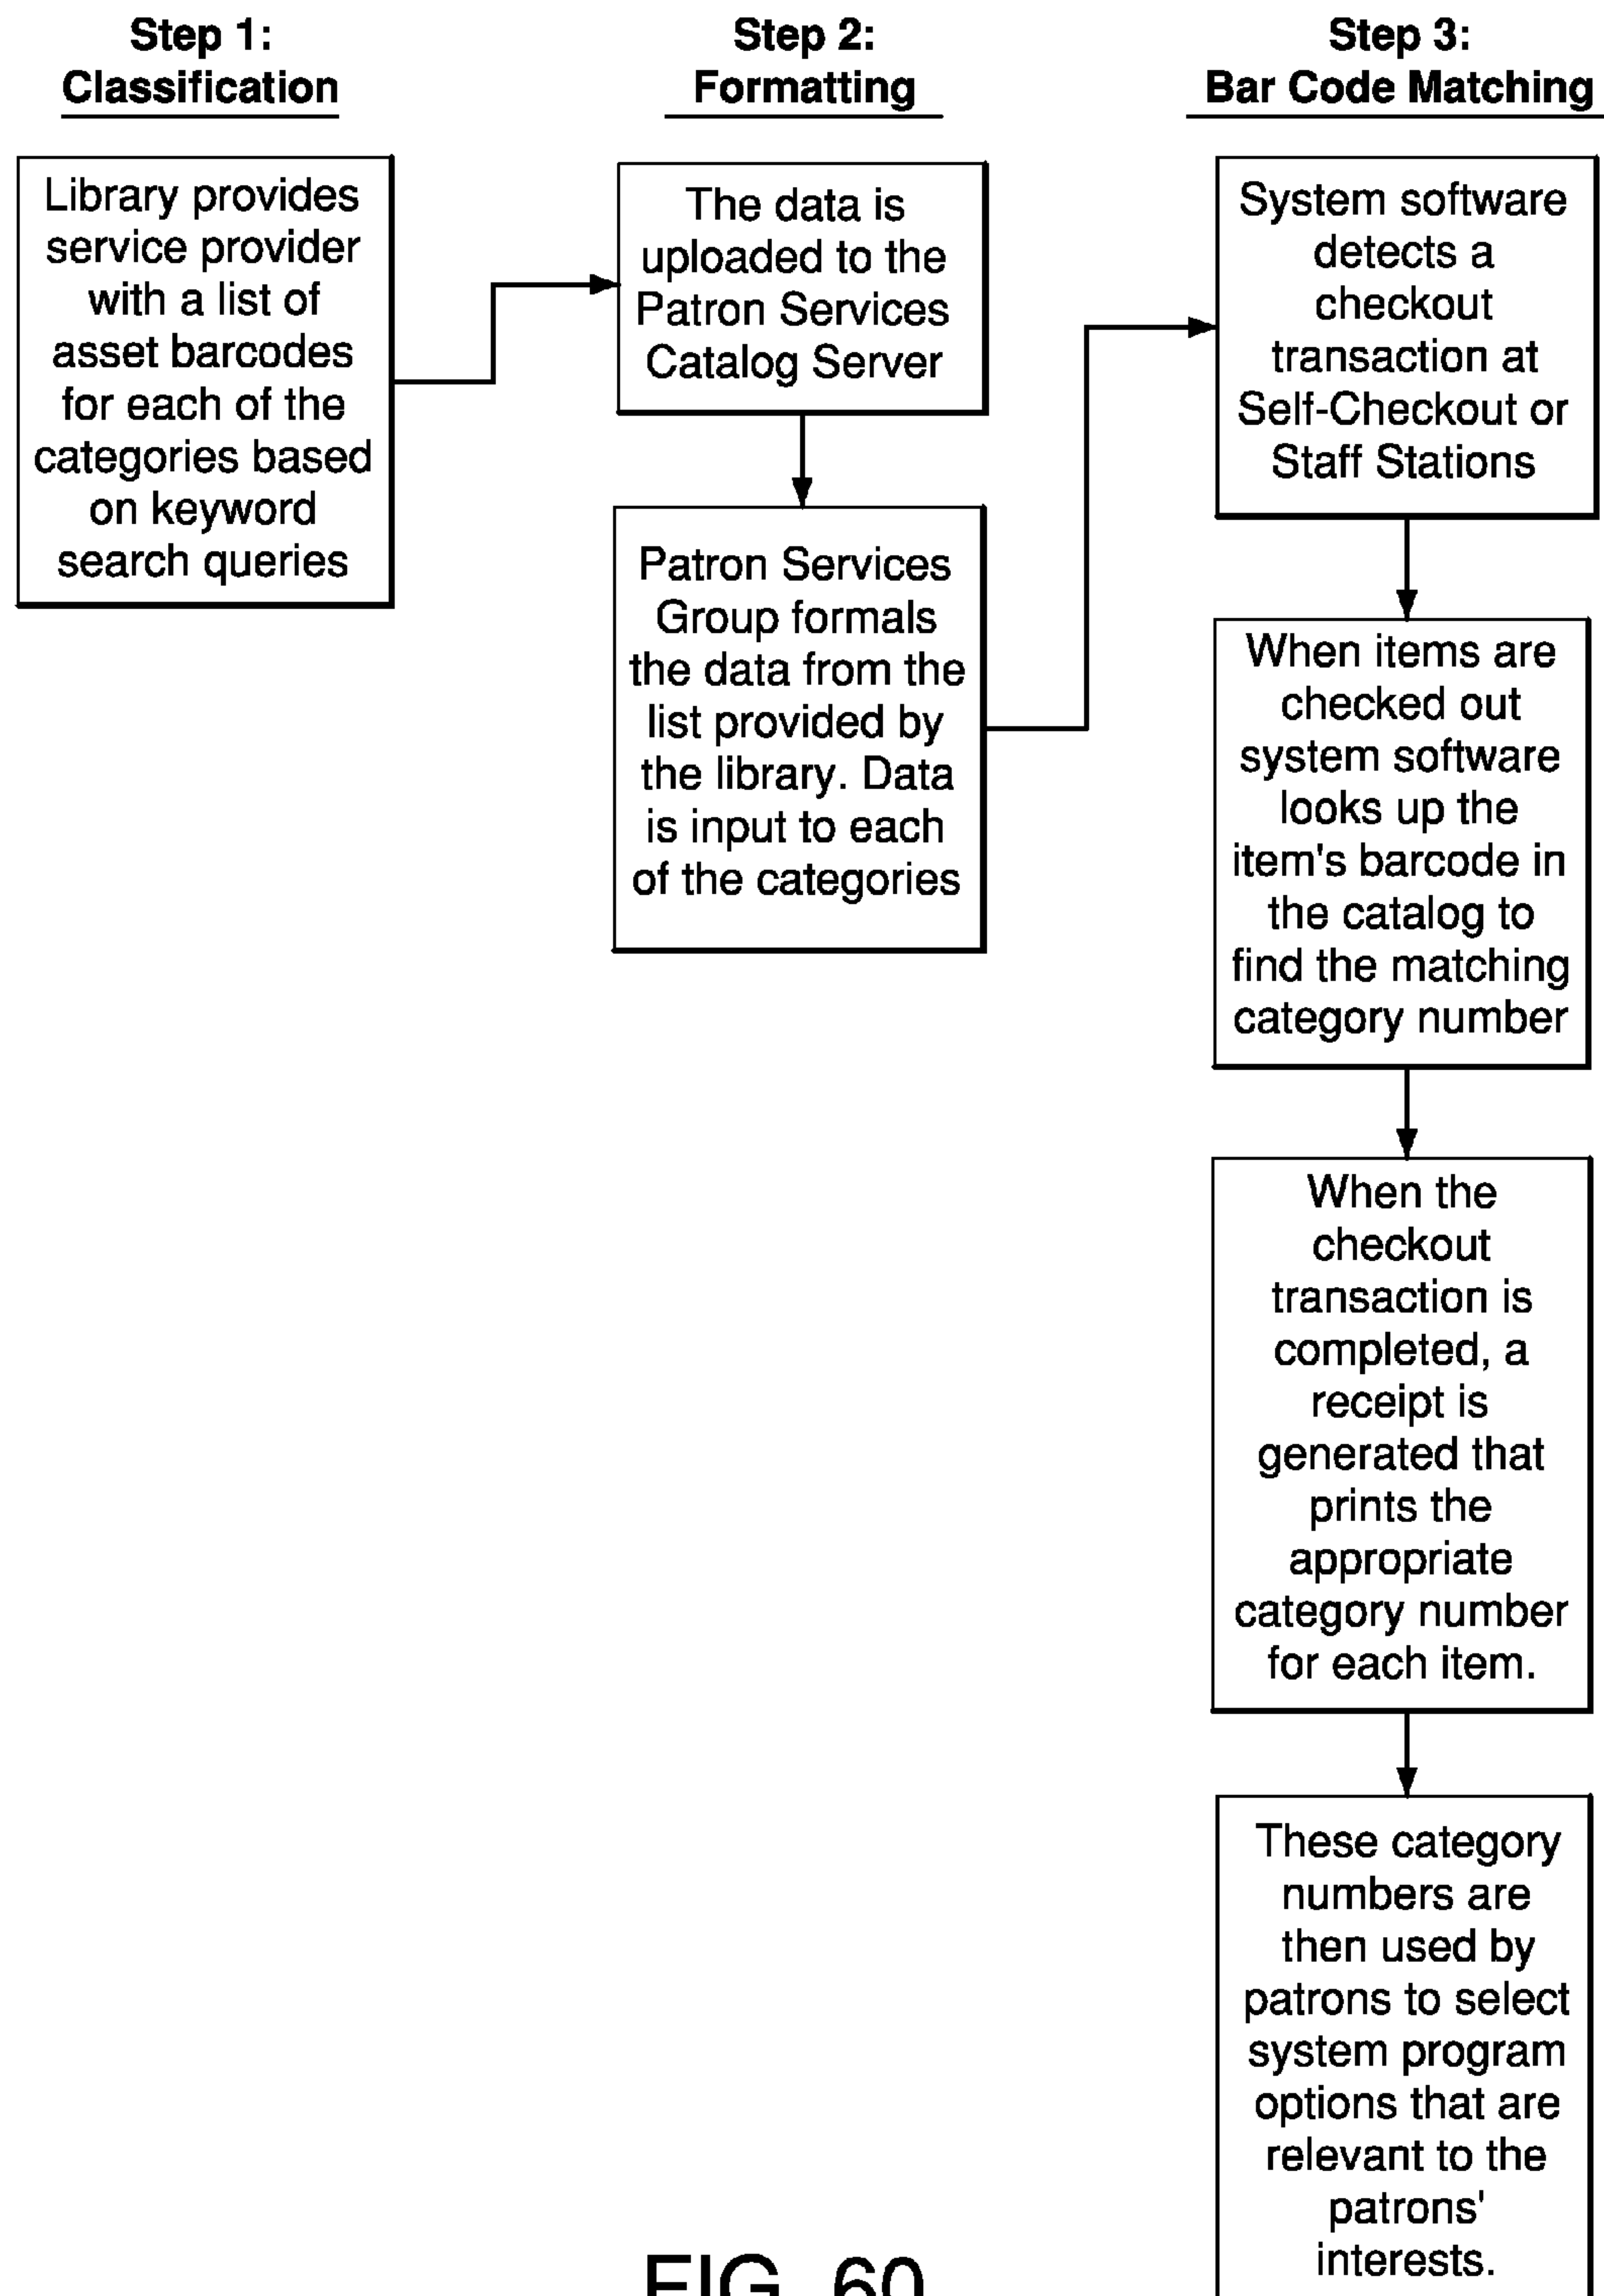 Step 1:
Classification
Library provides
service provider
with a list of
asset barcodes
for each of the
categories based
on keyword
search queries
Step 2:
Formatting
The data is
uploaded to the
Patron Services
Catalog Server
Patron Services
Group formals
the data from the
list provided by
the library. Data
is input to each
of the categories
Step 3:
Bar Code Matching
System software
detects a
checkout
transaction at
Self-Checkout or
Staff Stations
When items are
checked out
system software
looks up the
item's barcode in
the catalog to
find the matching
category number
When the
checkout
transaction is
completed, a
receipt is
generated that
prints the
appropriate
category number
for each item.
These category
numbers are
then used by
patrons to select
system program
options that are
relevant to the
patrons'
interests.
FIG. 60